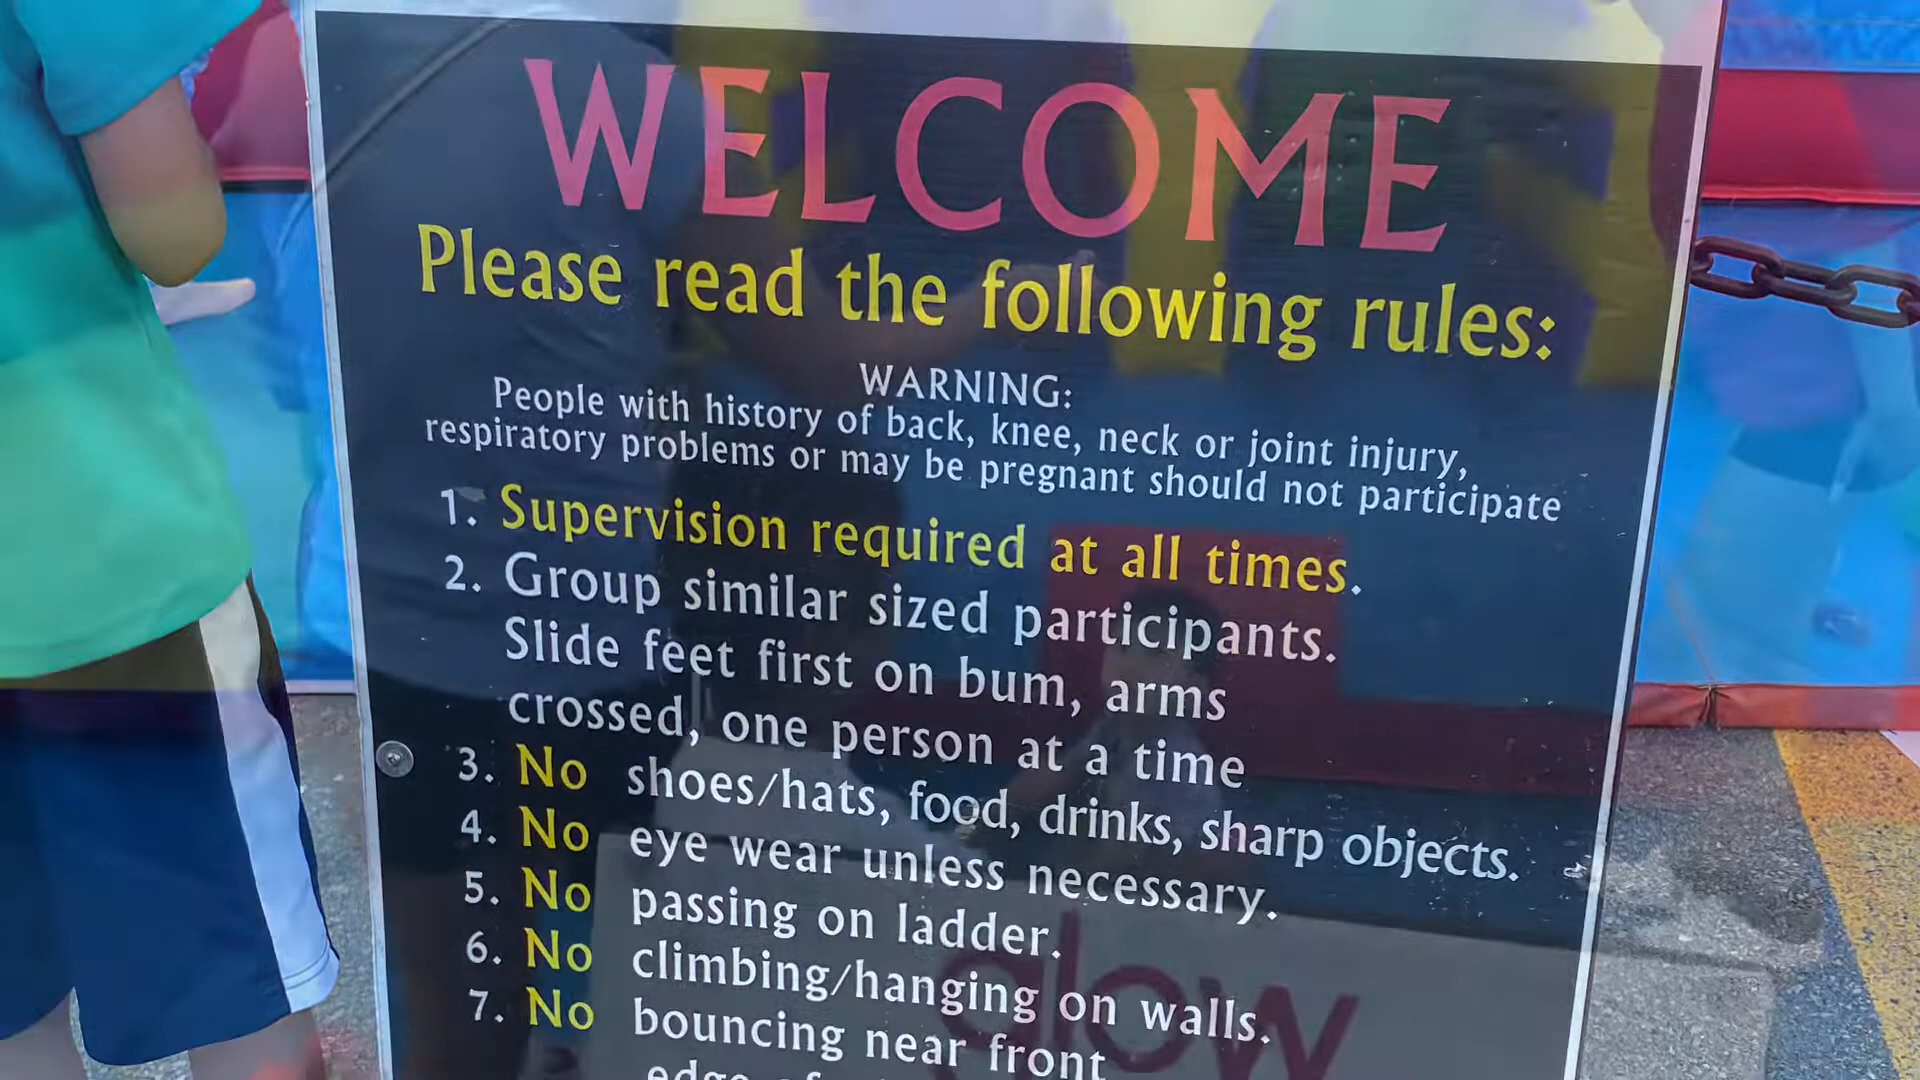 WELCOME
Please read the following rules:
WARNING:
People with history of back, knee, neck or joint injury,
respiratory problems or may be pregnant should not participate
1. Supervision required at all times.
2. Group similar sized participants.
Slide feet first on bum, arms
crossed, one person at a time
3. No shoes/hats, food, drinks, sharp objects.
4. No eye wear unless necessary.
5. No passing on ladder.
6. No climbing/hanging on walls.
7. No bouncing near front
edge
glow